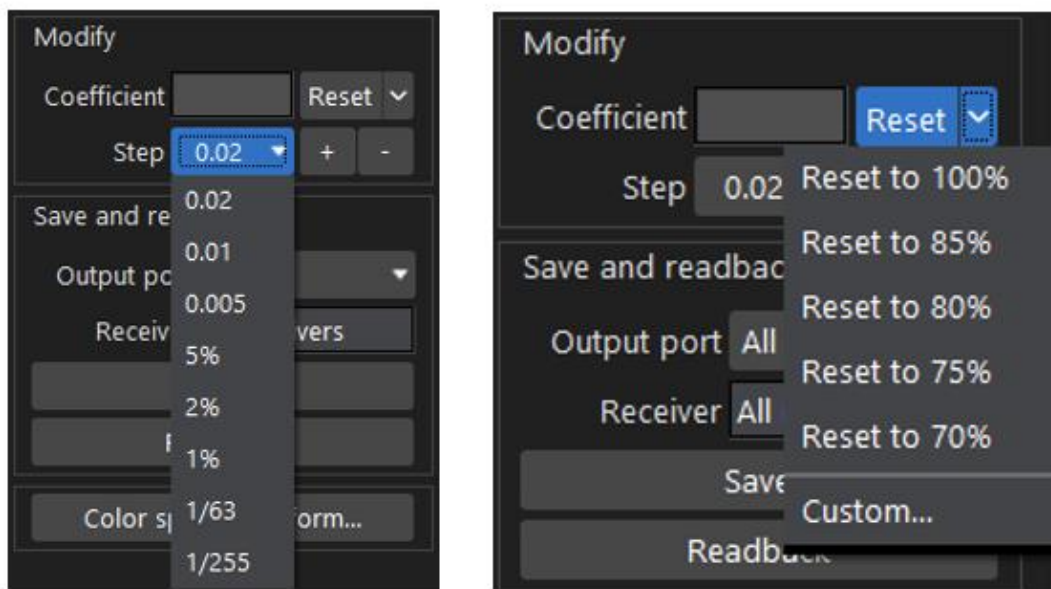 Modify
Coefficient Reset
Step 0.02 + -
0.02
Save and re
0.01
Output po
0.005
Receiv vers
5%
2%
1%
Color sp orm...
1/63
1/255
Modify
Coefficient Reset
Step 0.02
Reset to 100%
Reset to 85%
Save and readbac
Reset to 80%
Output port All
Reset to 75%
Receiver All
Reset to 70%
Save
Custom...
Readback